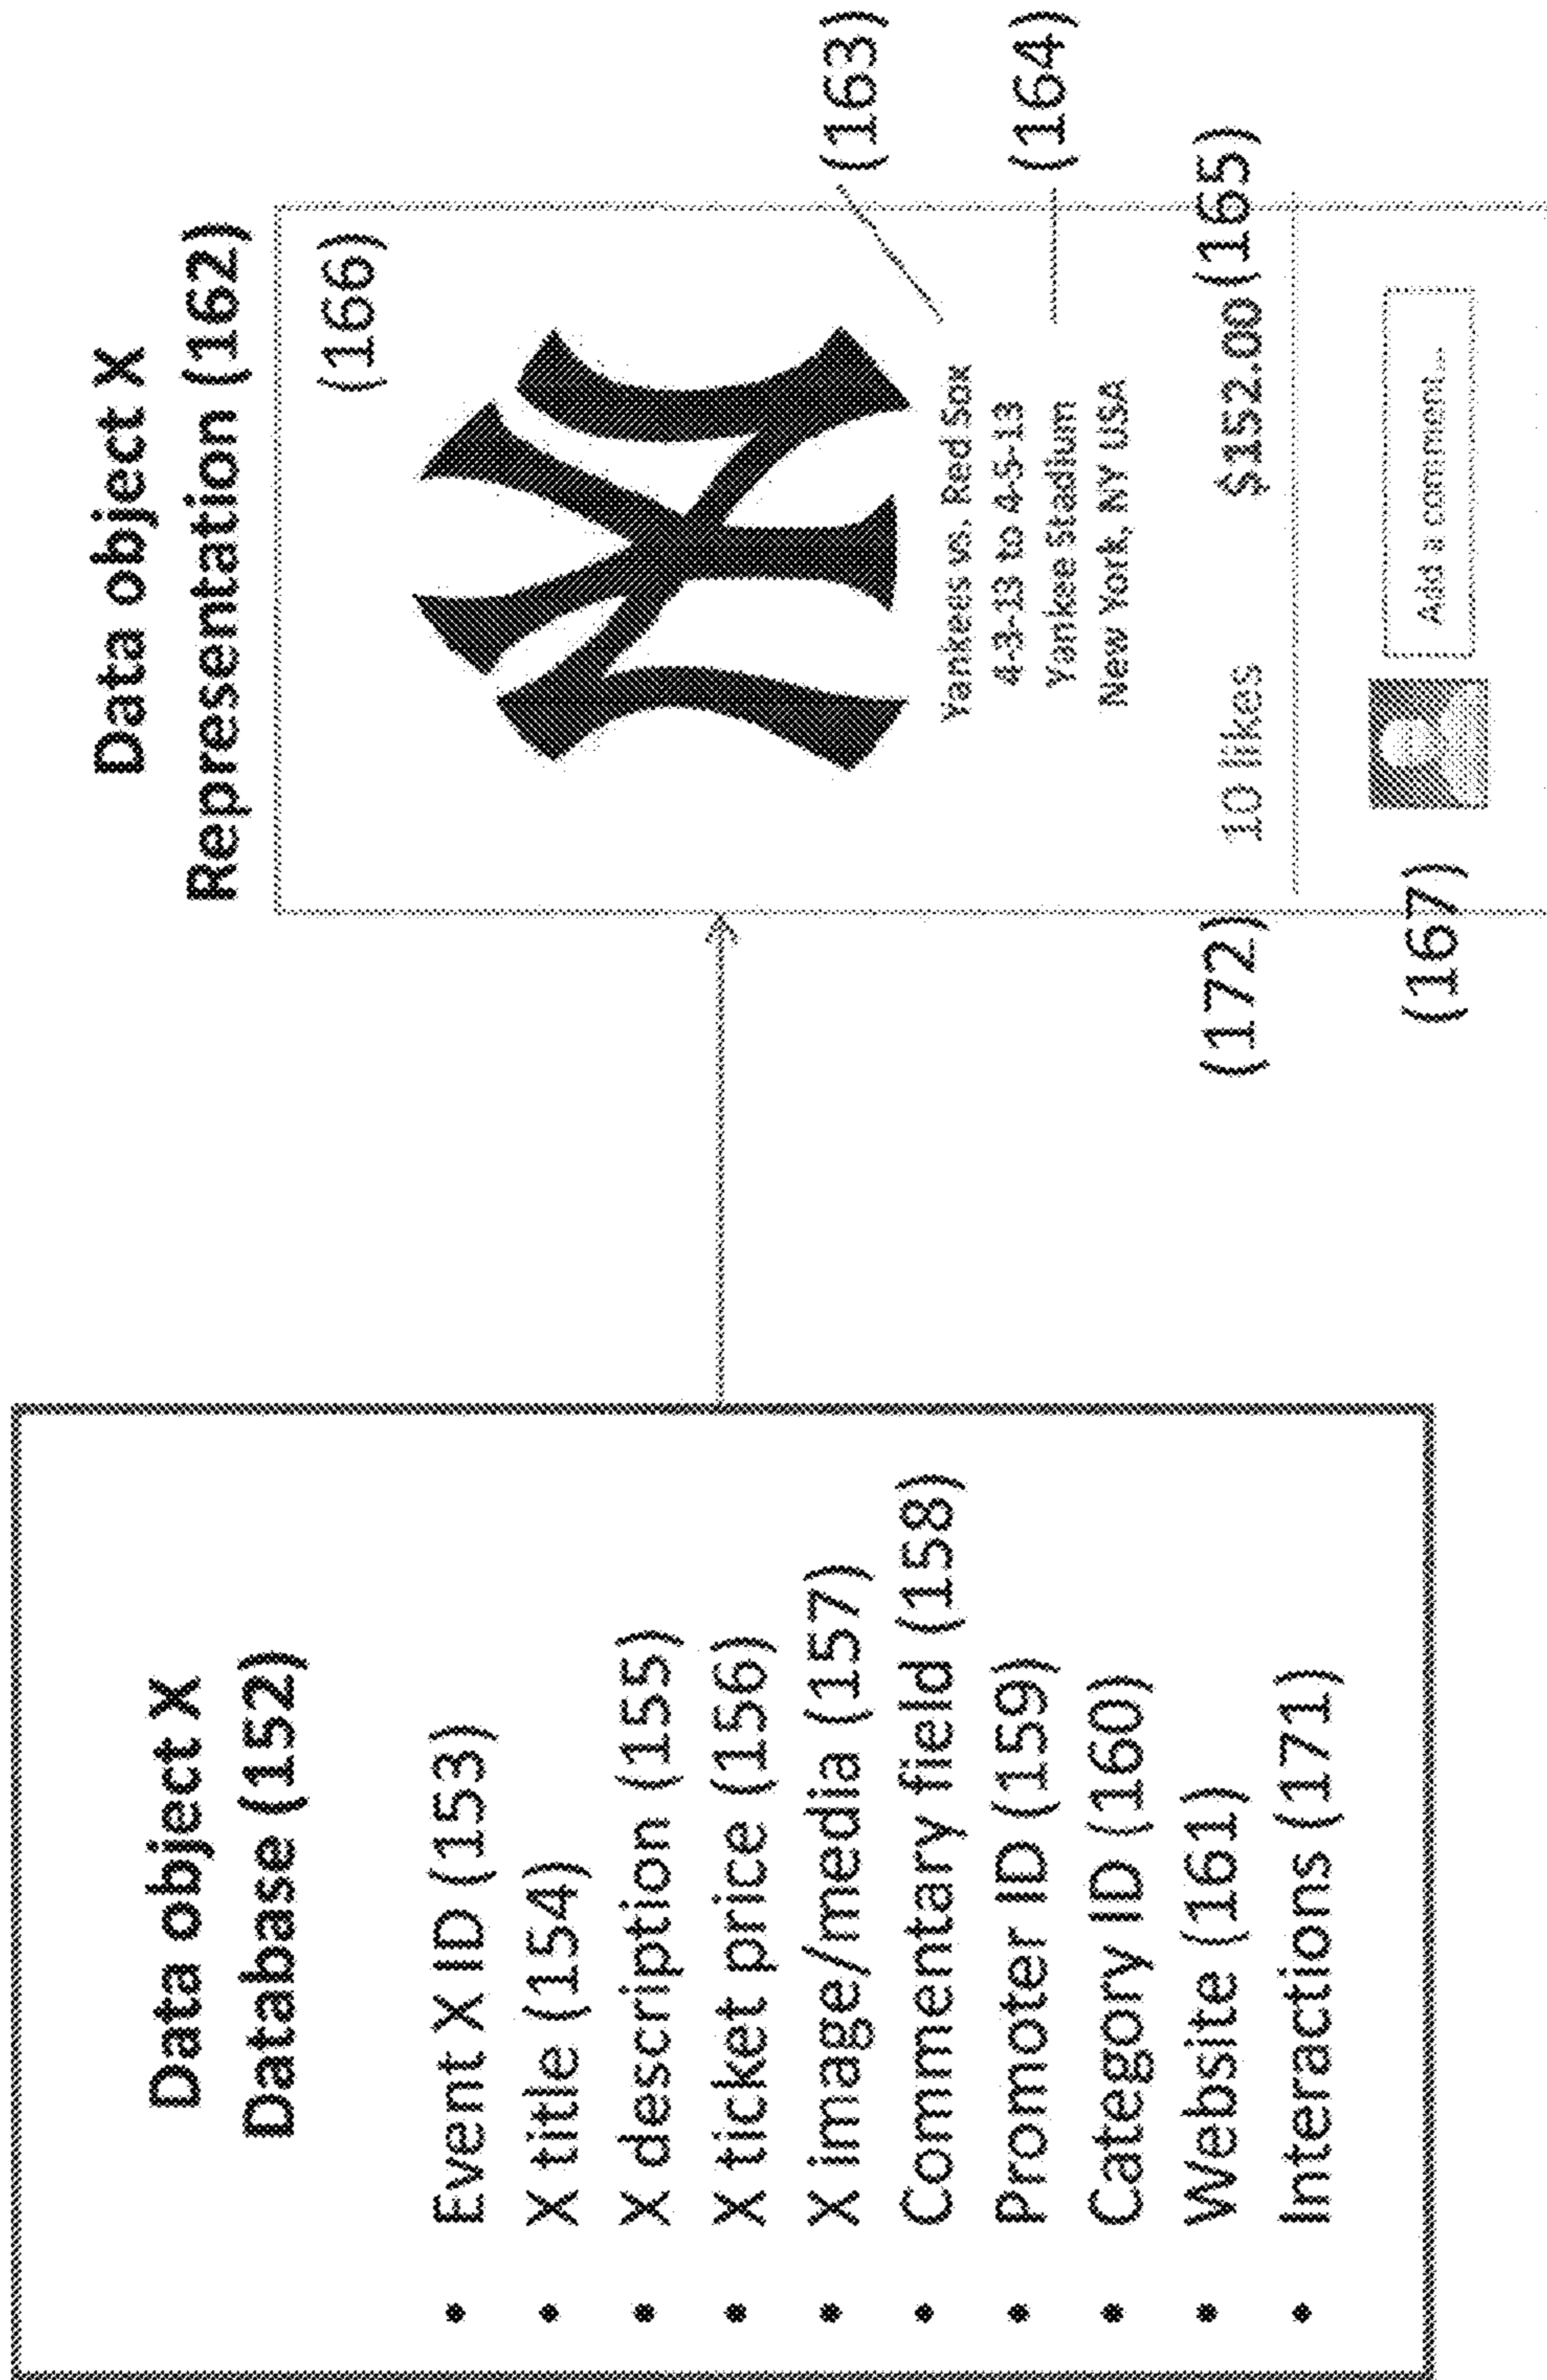 Data object X
Database (152)
• Event X ID (153)
• X title (154)
• X description (155)
• X ticket price (156)
• X image/media (157)
• Commentary field (158)
• Promoter ID (159)
• Category ID (160)
• Website (161)
• Interactions (171)
Data object X
Representation (162)
(166)
NY
Yankees vs. Red Sox
(163)
4-3-13 to 4-5-13
Yankee Stadium
(164)
New York, NY USA
(172) 10 likes $152.00 (165)
(167) Add a comment...